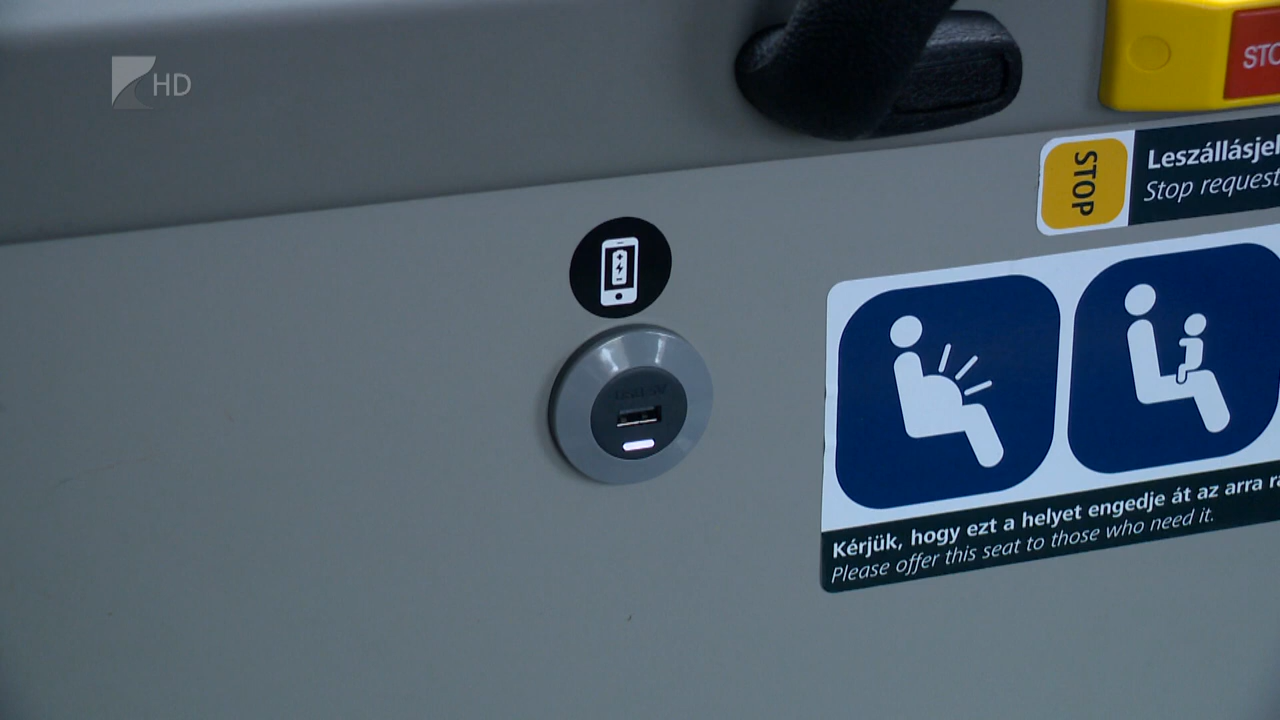 HD
STO
STOP
Leszállásjel
Stop request
Kérjük, hogy ezt a helyet engedje át az arra r
Please offer this seat to those who need it.